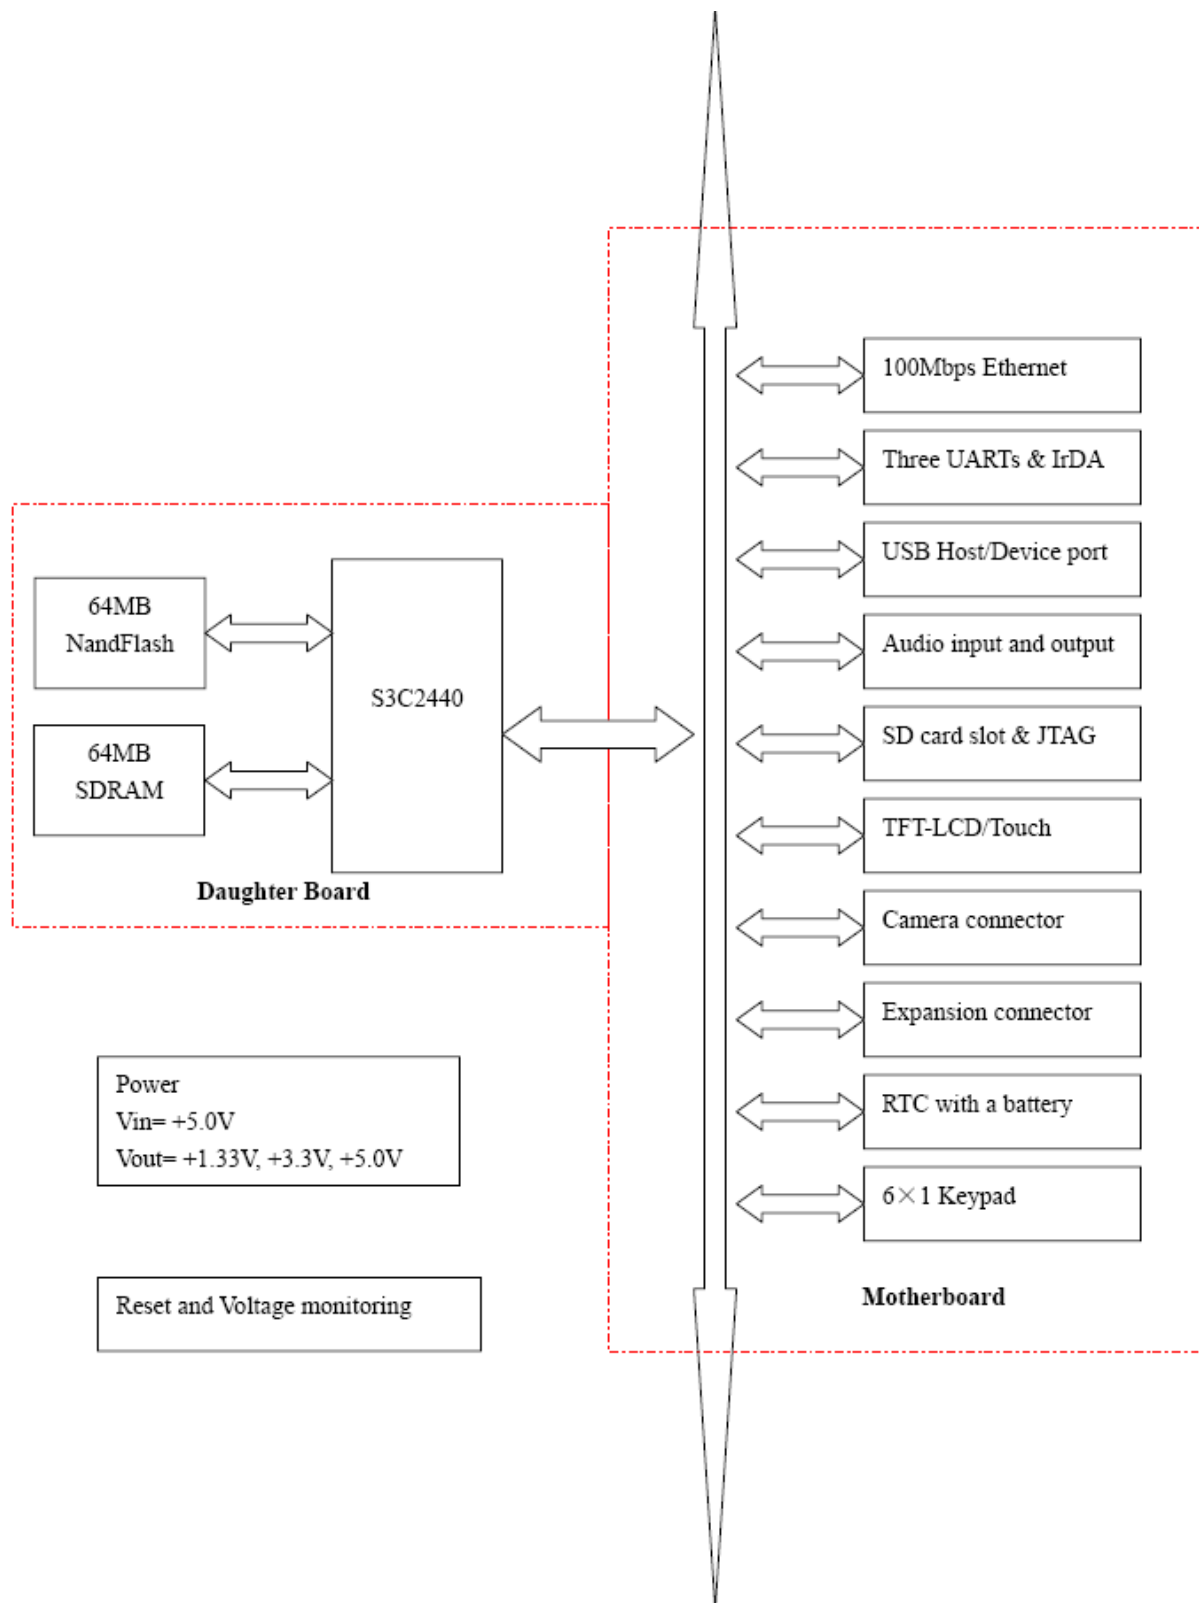 100Mbps Ethernet
Three UARTs & IrDA
USB Host/Device port
Audio input and output
SD card slot & JTAG
TFT-LCD/Touch
Camera connector
Expansion connector
RTC with a battery
6×1 Keypad
Motherboard
64MB
NandFlash
64MB
SDRAM
S3C2440
Daughter Board
Power
Vin= +5.0V
Vout= +1.33V, +3.3V, +5.0V
Reset and Voltage monitoring